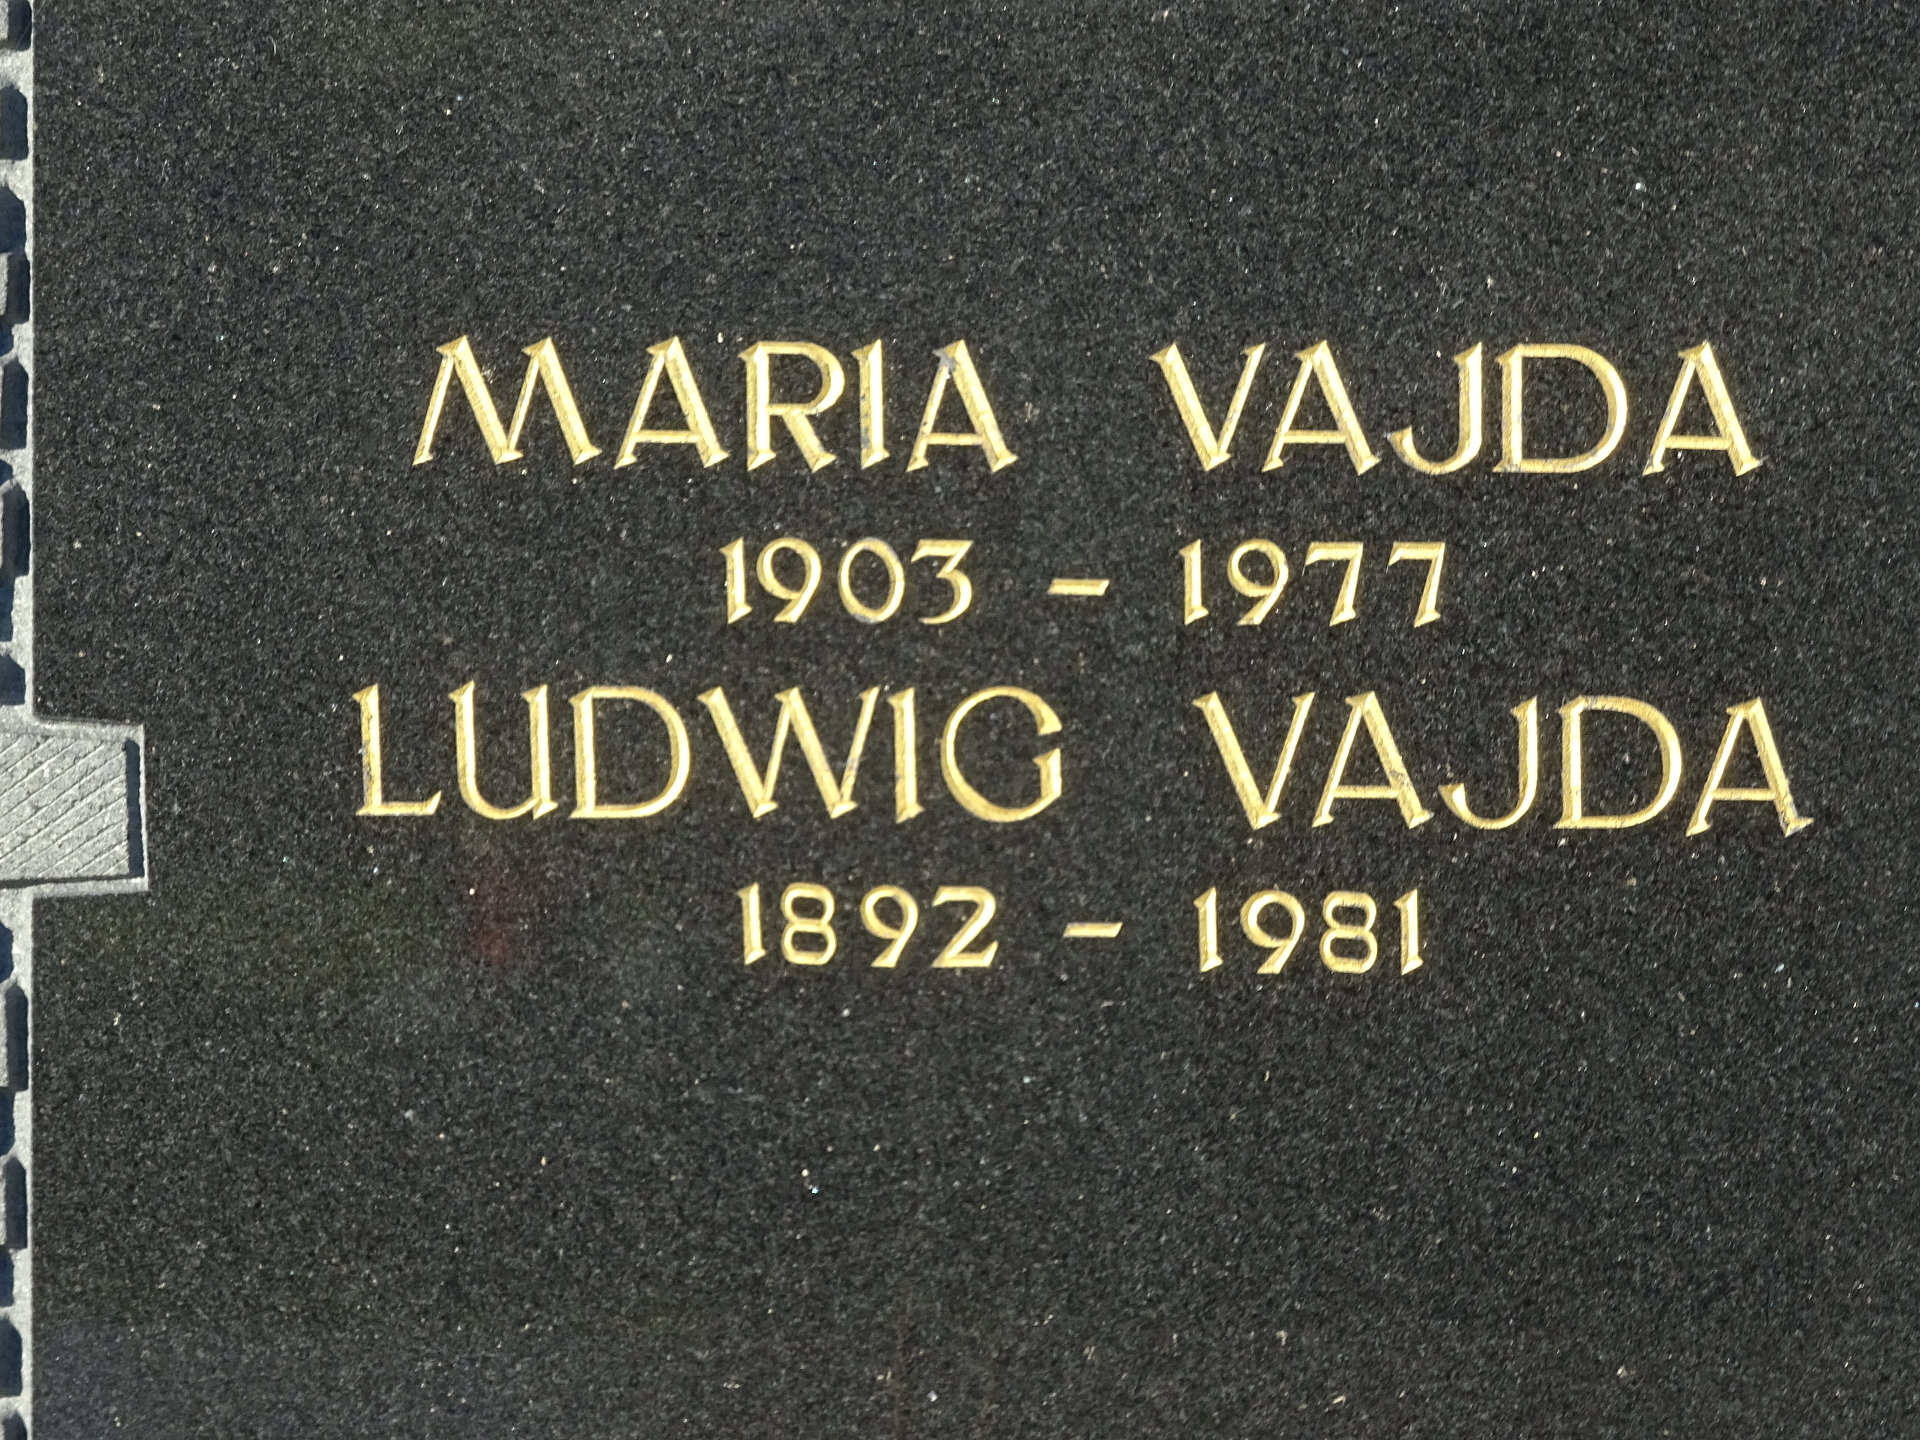 MARIA VAJDA
1903 – 1977
LUDWIG VAJDA
1892 – 1981